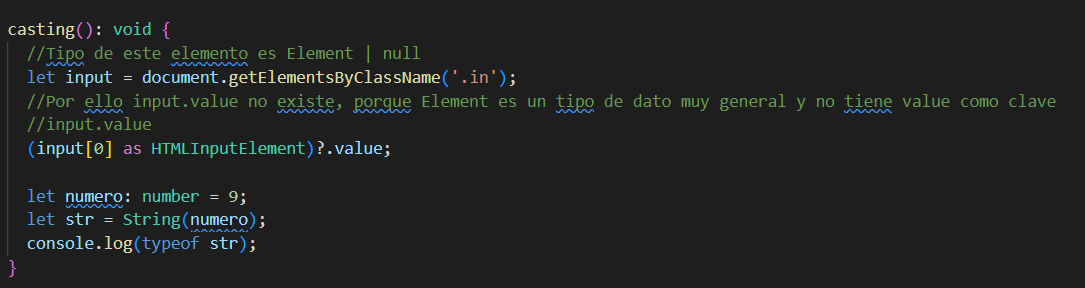 casting(): void {
//Tipo de este elemento es Element | null
let input = document.getElementsByClassName('.in');
//Por ello input.value no existe, porque Element es un tipo de dato muy general y no tiene value como clave
//input.value
(input[0] as HTMLInputElement)?.value;
let numero: number = 9;
let str = String(numero);
console.log(typeof str);
}